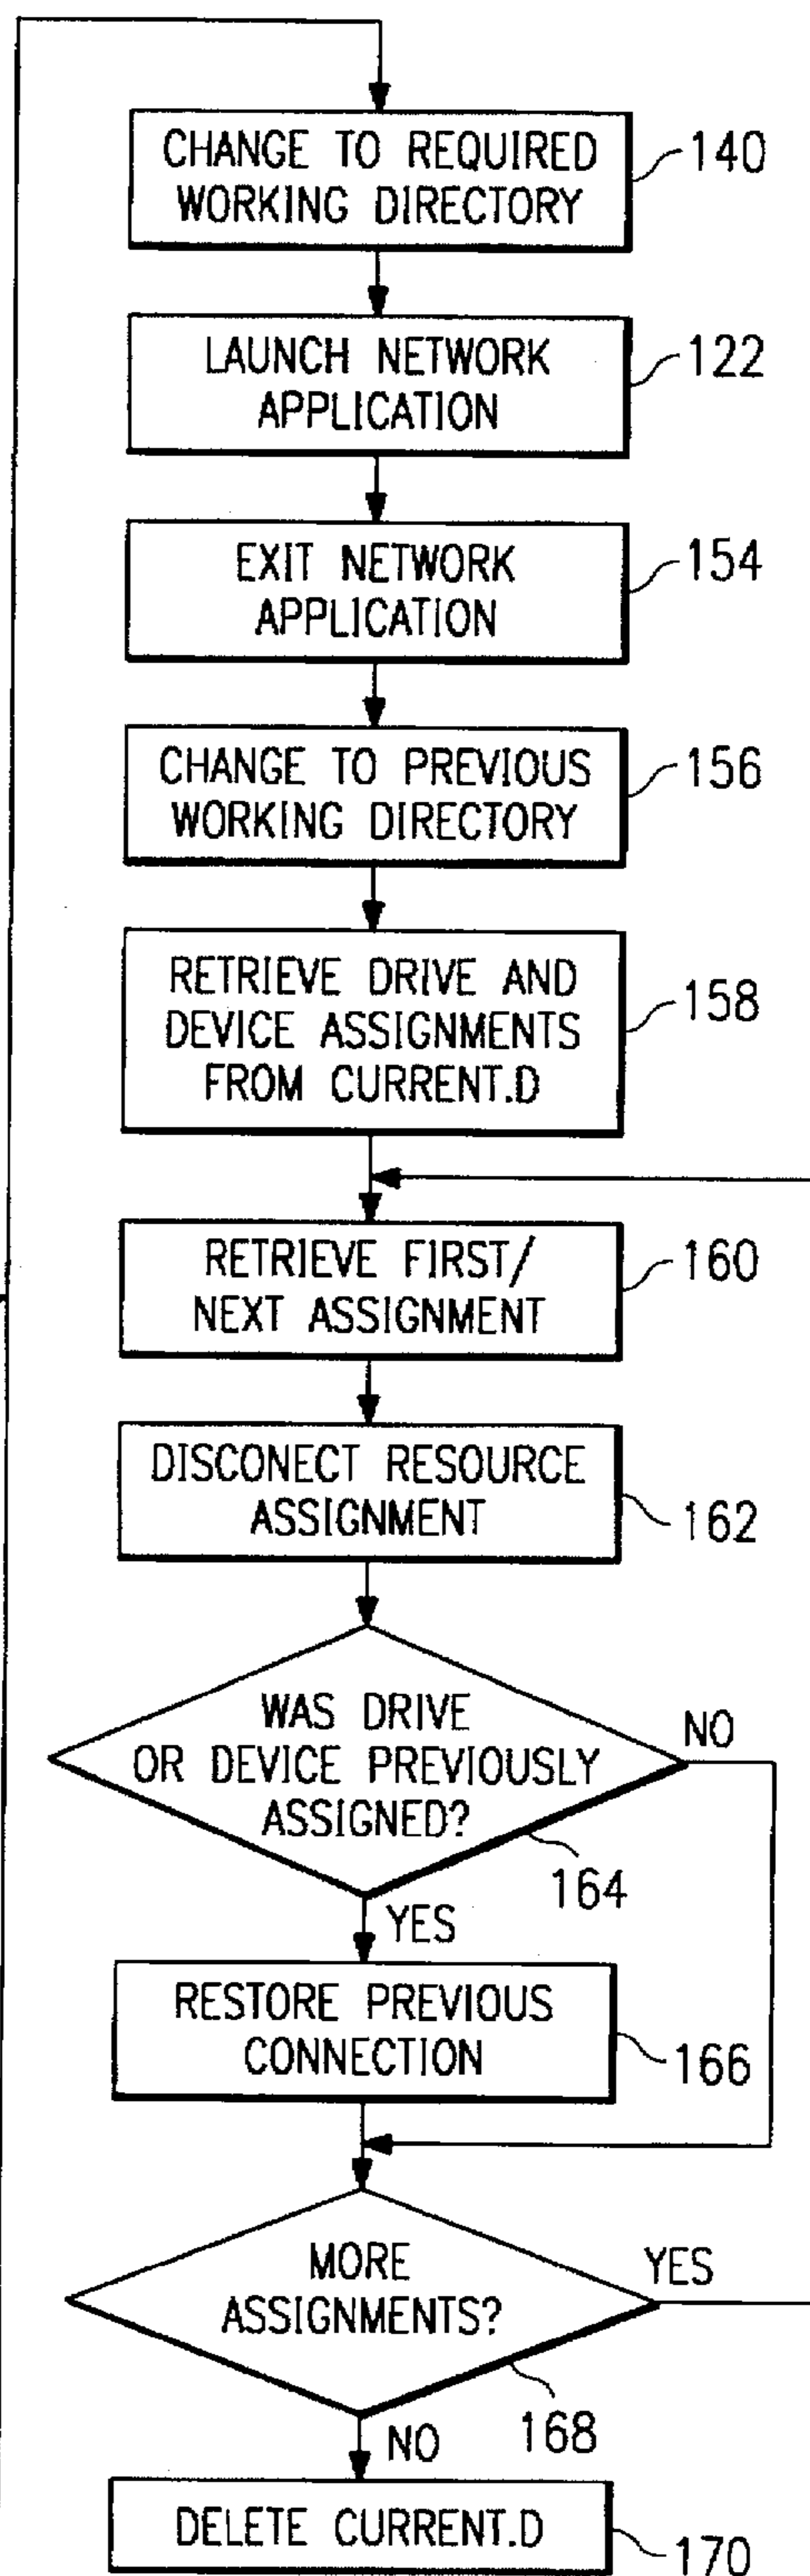 CHANGE TO REQUIRED
WORKING DIRECTORY
140
LAUNCH NETWORK
APPLICATION
122
EXIT NETWORK
APPLICATION
154
CHANGE TO PREVIOUS
WORKING DIRECTORY
156
RETRIEVE DRIVE AND
DEVICE ASSIGNMENTS
FROM CURRENT.D
158
RETRIEVE FIRST/
NEXT ASSIGNMENT
160
DISCONECT RESOURCE
ASSIGNMENT
162
WAS DRIVE
OR DEVICE PREVIOUSLY
ASSIGNED?
NO
164
YES
RESTORE PREVIOUS
CONNECTION
166
MORE
ASSIGNMENTS?
YES
168
NO
DELETE CURRENT.D
170